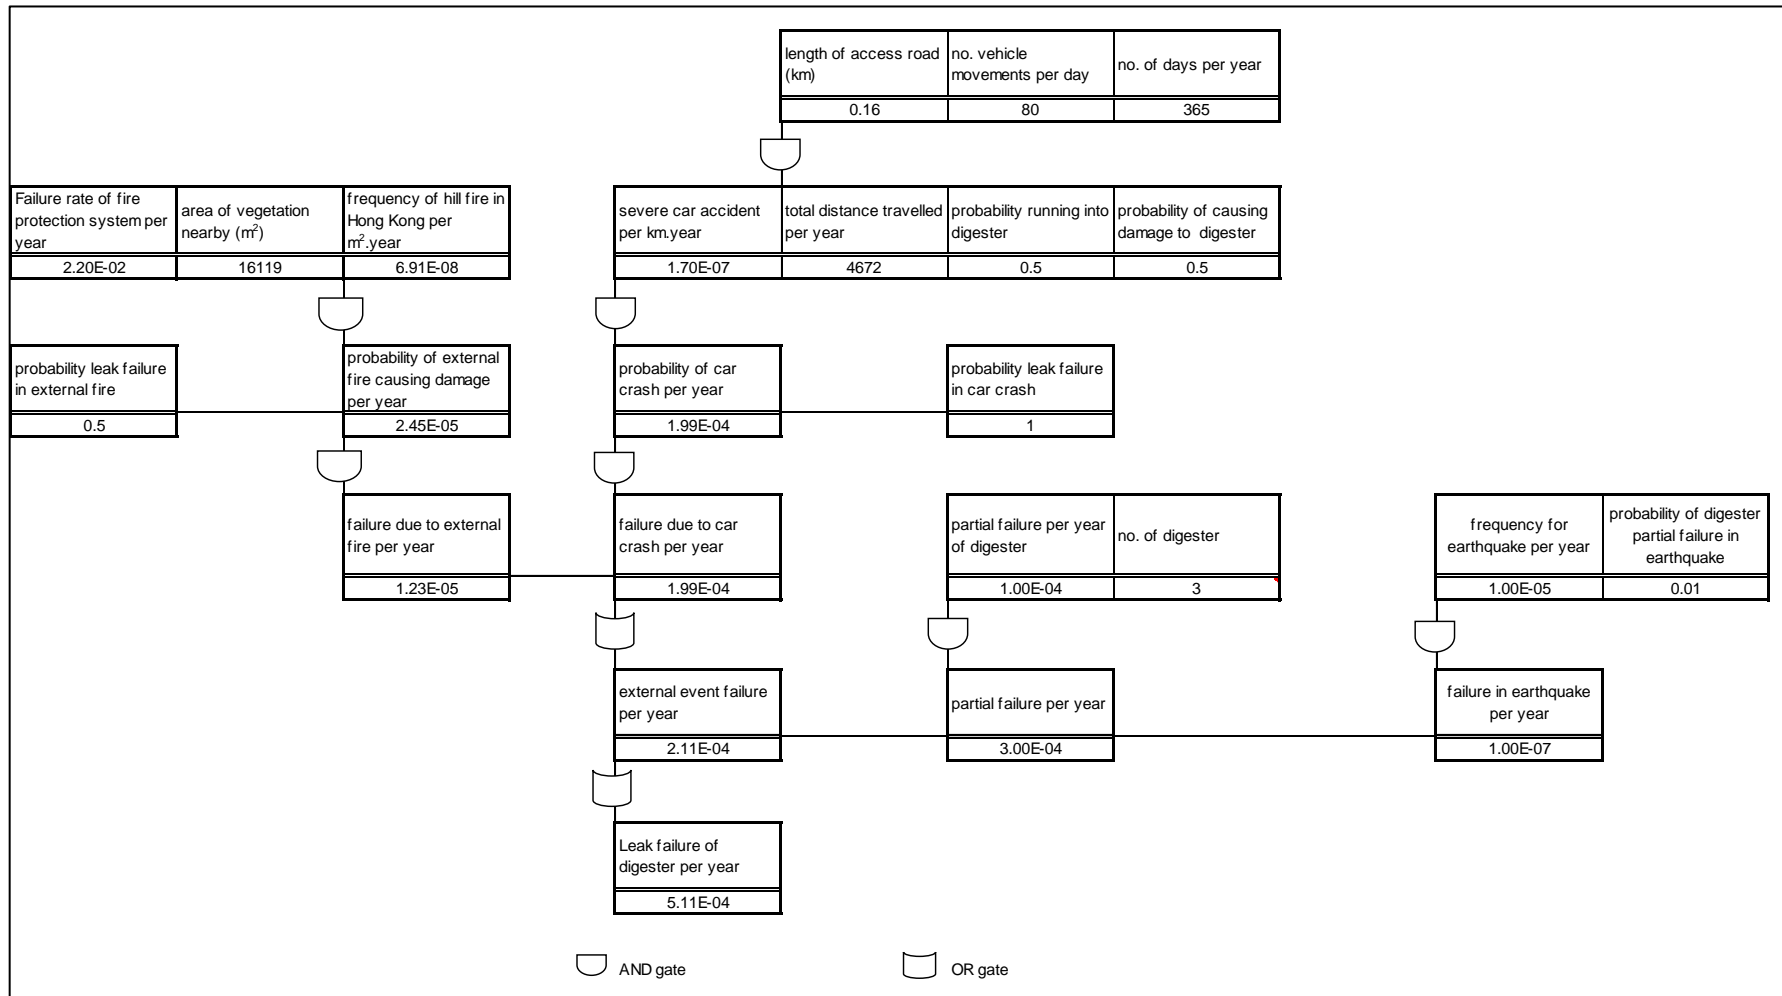 length of access road
(km)
no. vehicle
movements per day
no. of days per year
0.16
80
365
Failure rate of fire
protection system per
year
area of vegetation
nearby (m²)
frequency of hill fire in
Hong Kong per
m².year
2.20E-02
16119
6.91E-08
severe car accident
per km.year
total distance travelled
per year
probability running into
digester
probability of causing
damage to digester
1.70E-07
4672
0.5
0.5
probability leak failure
in external fire
0.5
probability of external
fire causing damage
per year
2.45E-05
probability of car
crash per year
1.99E-04
probability leak failure
in car crash
1
failure due to external
fire per year
1.23E-05
failure due to car
crash per year
1.99E-04
partial failure per year
of digester
no. of digester
1.00E-04
3
frequency for
earthquake per year
probability of digester
partial failure in
earthquake
1.00E-05
0.01
external event failure
per year
2.11E-04
partial failure per year
3.00E-04
failure in earthquake
per year
1.00E-07
Leak failure of
digester per year
5.11E-04
AND gate
OR gate